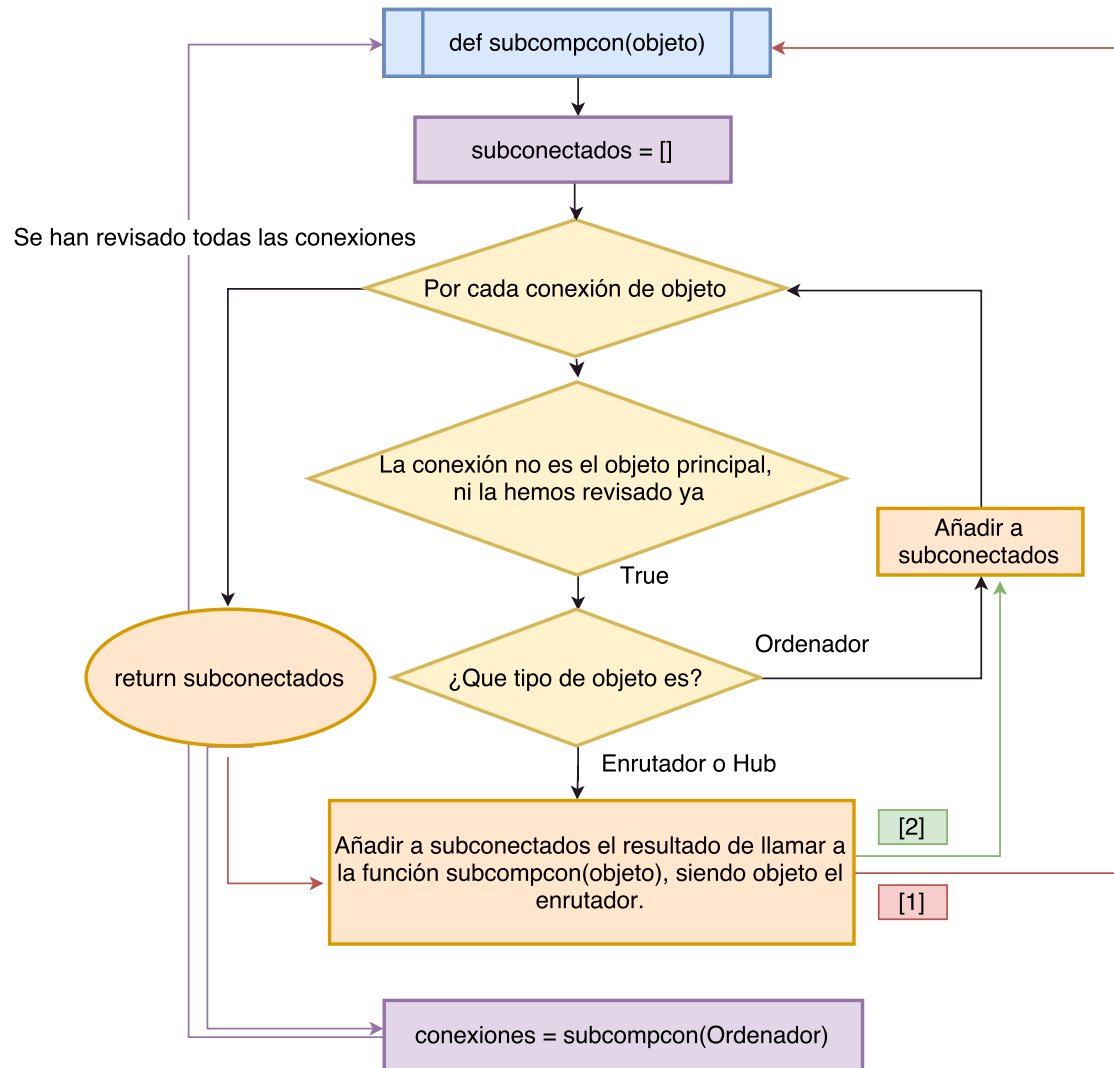 def subcompcon(objeto)
subconectados = []
Se han revisado todas las conexiones
Por cada conexión de objeto
La conexión no es el objeto principal,
ni la hemos revisado ya
True
Añadir a
subconectados
Ordenador
return subconectados
¿Que tipo de objeto es?
Enrutador o Hub
[2]
Añadir a subconectados el resultado de llamar a
la función subcompcon(objeto), siendo objeto el
enrutador.
[1]
conexiones = subcompcon(Ordenador)